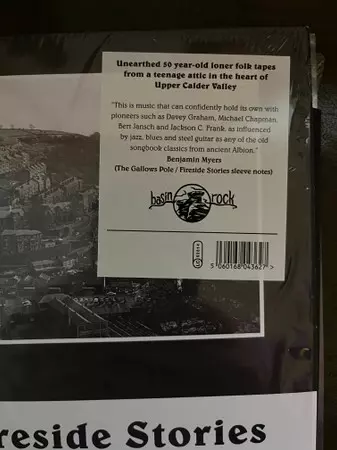 Unearthed 50 year-old loner folk tapes
from a teenage attic in the heart of
Upper Calder Valley
"This is music that can confidently hold its own with
pioneers such as Davey Graham, Michael Chapman,
Bert Jansch and Jackson C. Frank, as influenced
by jazz, blues and steel guitar as any of the old
songbook classics from ancient Albion."
Benjamin Myers
(The Gallows Pole / Fireside Stories sleeve notes)
basin rock
5 060168 043627 >
reside Stories